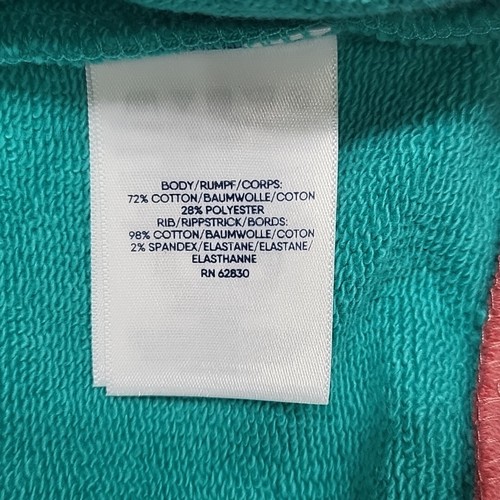 BODY/RUMPF/CORPS:
72% COTTON/BAUMWOLLE/COTON
28% POLYESTER
RIB/RIPPSTRICK/BORDS:
98% COTTON/BAUMWOLLE/COTON
2% SPANDEX/ELASTANE/ELASTANE/
ELASTHANNE
RN 62830